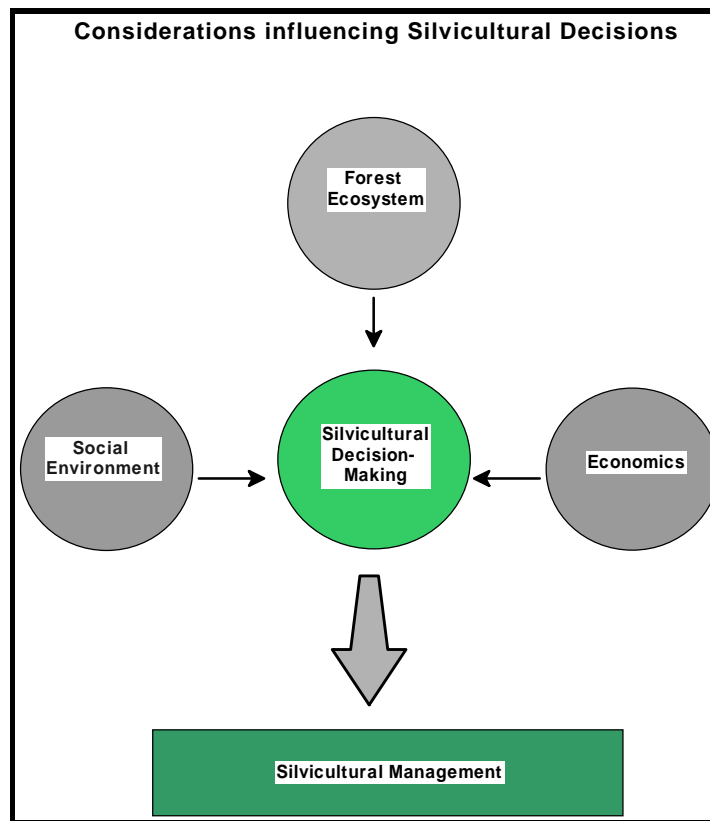 Considerations influencing Silvicultural Decisions
Forest
Ecosystem
Social
Environment
Silvicultural
Decision-
Making
Economics
Silvicultural Management